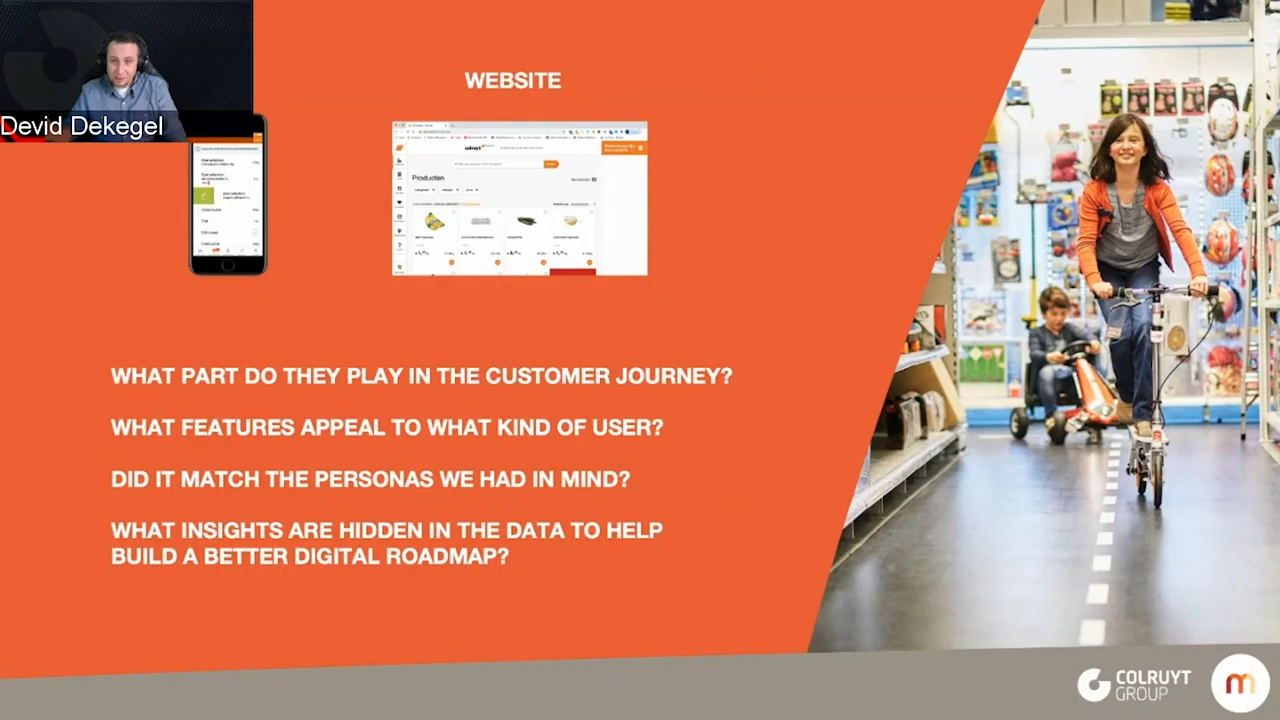 Devid Dekegel
WEBSITE
colruyt
Producten
WHAT PART DO THEY PLAY IN THE CUSTOMER JOURNEY?
WHAT FEATURES APPEAL TO WHAT KIND OF USER?
DID IT MATCH THE PERSONAS WE HAD IN MIND?
WHAT INSIGHTS ARE HIDDEN IN THE DATA TO HELP
BUILD A BETTER DIGITAL ROADMAP?
COLRUYT
GROUP
m